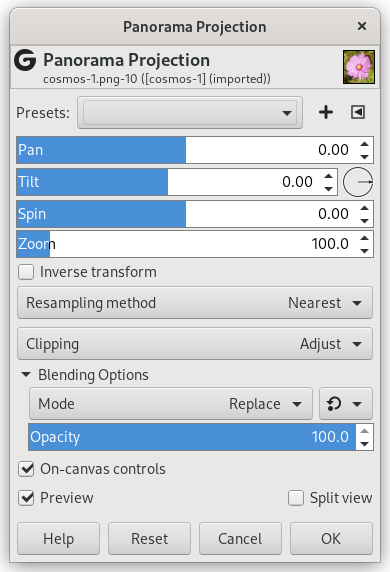 Panorama Projection
Panorama Projection
cosmos-1.png-10 ([cosmos-1] (imported))
Presets:
Pan 0.00
Tilt 0.00
Spin 0.00
Zoom 100.0
Inverse transform
Resampling method Nearest
Clipping Adjust
Blending Options
Mode Replace
Opacity 100.0
On-canvas controls
Preview Split view
Help Reset Cancel OK